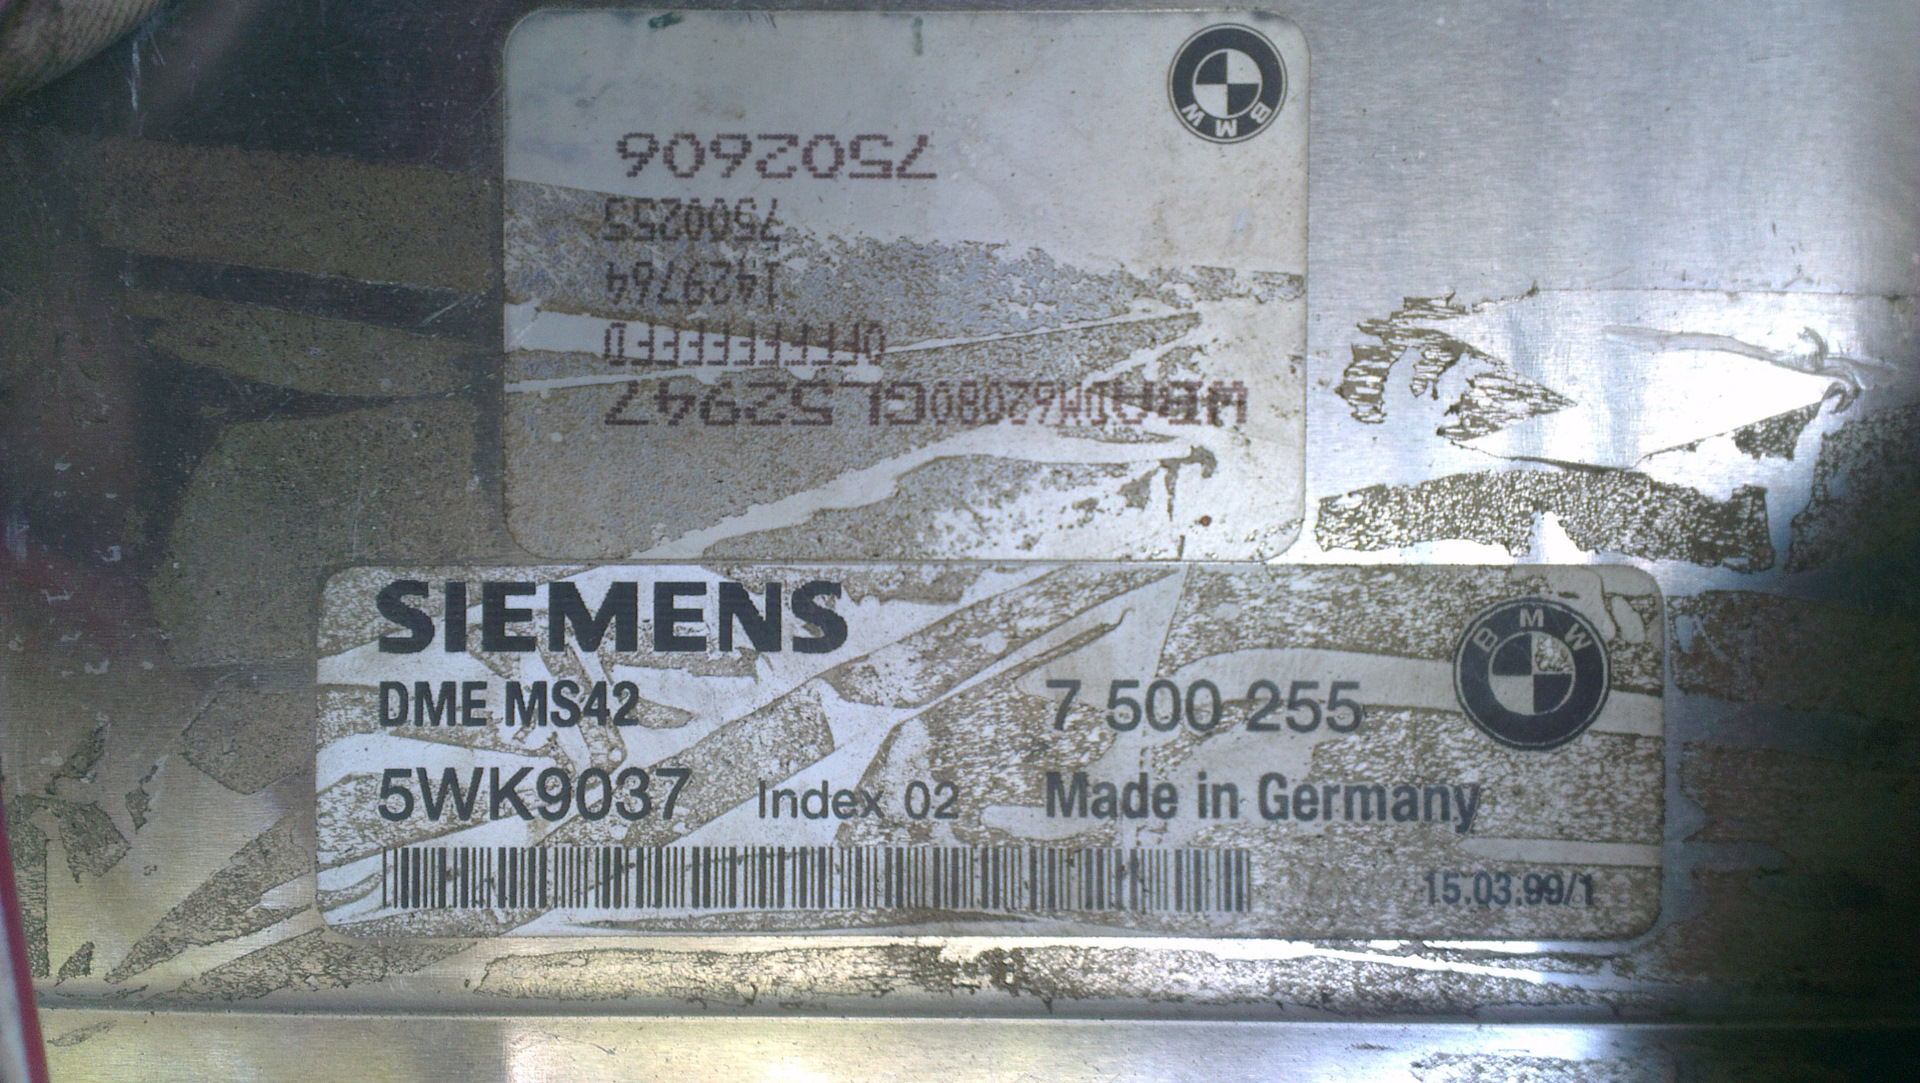 WBADM62080GL52947
1429764
7500255
7502606
BMW
SIEMENS
BMW
DME MS42 7 500 255
5WK9037 Index 02 Made in Germany
15.03.99/1